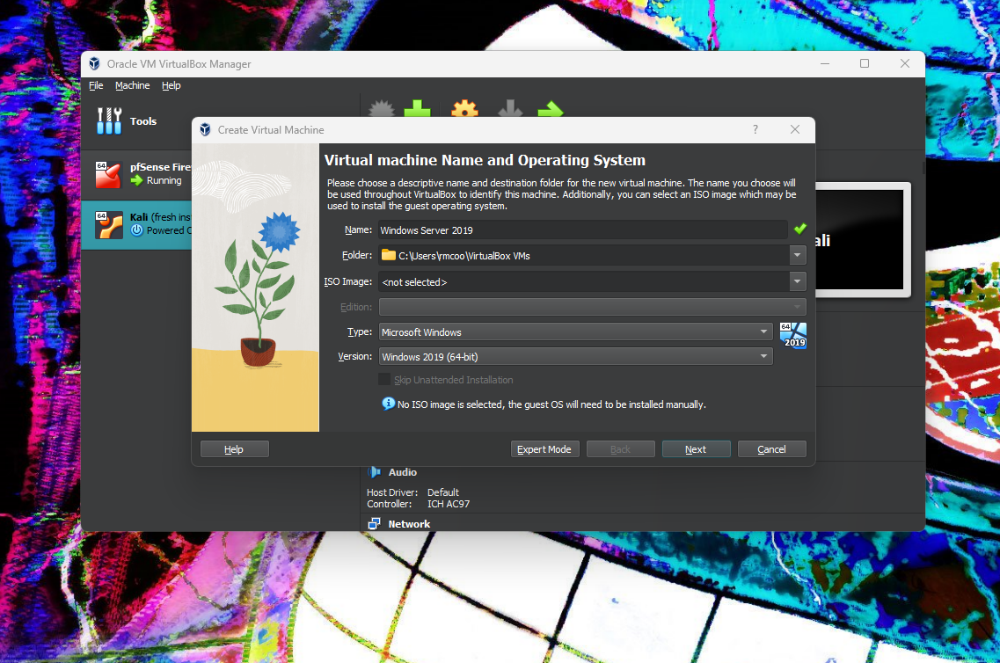 Oracle VM VirtualBox Manager
File Machine Help
Tools
64
pfSense Fire
Running
64
Kali (fresh ins
Powered O
ali
Create Virtual Machine
?
Virtual machine Name and Operating System
Please choose a descriptive name and destination folder for the new virtual machine. The name you choose will
be used throughout VirtualBox to identify this machine. Additionally, you can select an ISO image which may be
used to install the guest operating system.
Name: Windows Server 2019
Folder: C:\Users\rmcoo\VirtualBox VMs
ISO Image: <not selected>
Edition:
Type: Microsoft Windows
64
2019
Version: Windows 2019 (64-bit)
Skip Unattended Installation
No ISO image is selected, the guest OS will need to be installed manually.
Help Expert Mode Back Next Cancel
Audio
Host Driver: Default
Controller: ICH AC97
Network